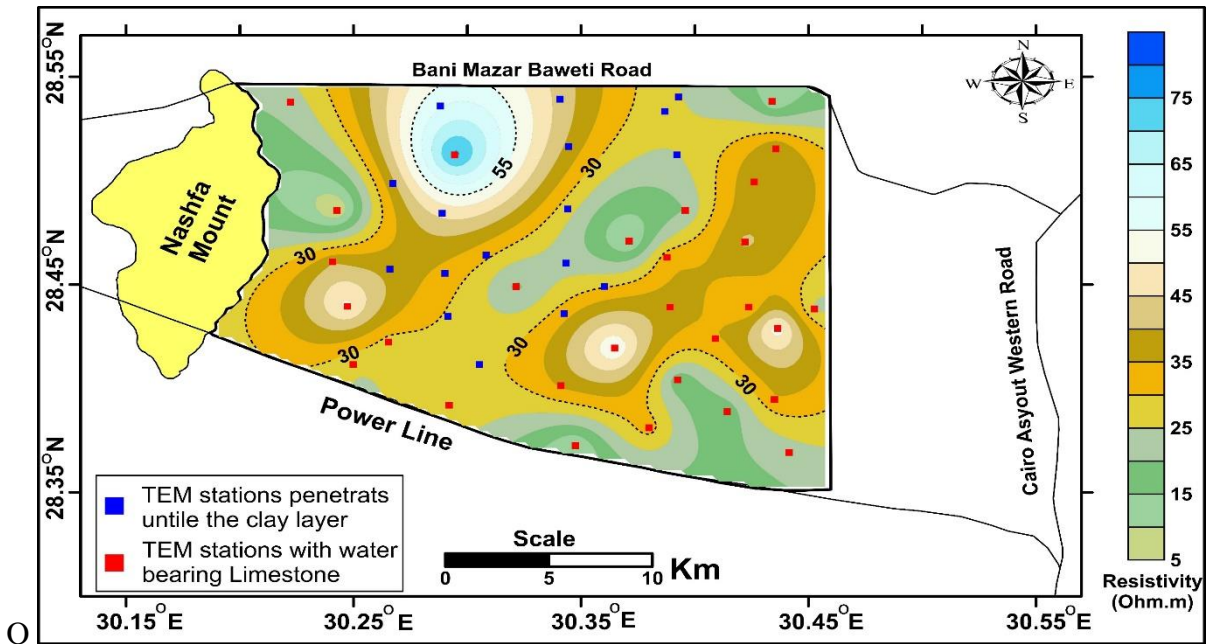 28.55°N
28.45°N
28.35°N
Bani Mazar Baweti Road
N
W E
S
Nashfa
Mount
55
30
30
30
30
30
Power Line
Cairo Asyout Western Road
TEM stations penetrats
untile the clay layer
TEM stations with water
bearing Limestone
Scale
0 5 10 Km
75
65
55
45
35
25
15
5
Resistivity
(Ohm.m)
30.15°E 30.25°E 30.35°E 30.45°E 30.55°E
O